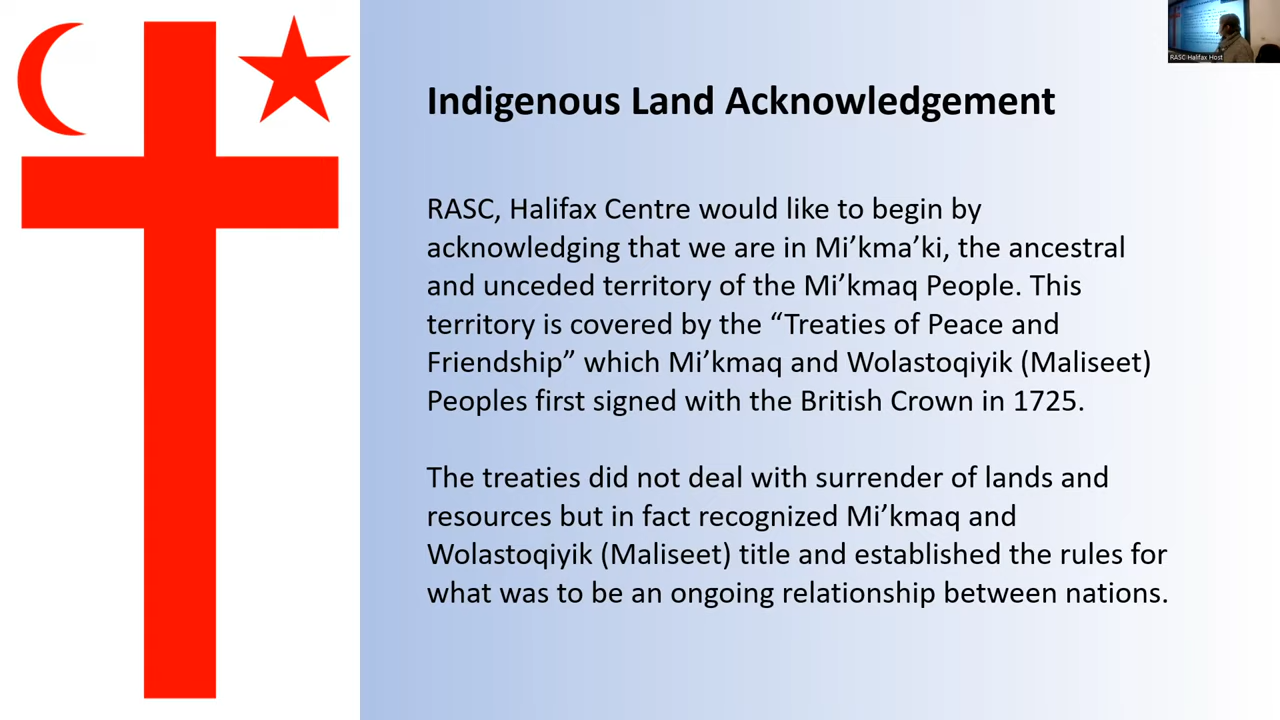 RASC Halifax Host
Indigenous Land Acknowledgement
RASC, Halifax Centre would like to begin by
acknowledging that we are in Mi’kma’ki, the ancestral
and unceded territory of the Mi’kmaq People. This
territory is covered by the “Treaties of Peace and
Friendship” which Mi’kmaq and Wolastoqiyik (Maliseet)
Peoples first signed with the British Crown in 1725.
The treaties did not deal with surrender of lands and
resources but in fact recognized Mi’kmaq and
Wolastoqiyik (Maliseet) title and established the rules for
what was to be an ongoing relationship between nations.